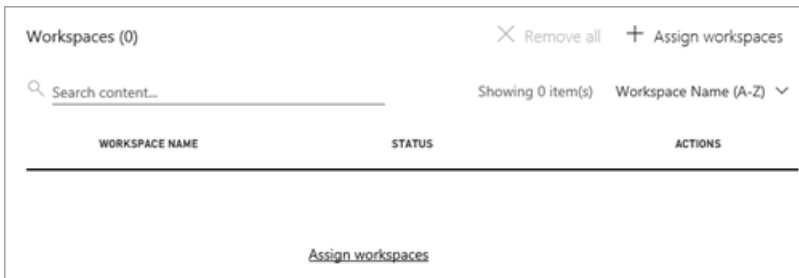 Workspaces (0) Remove all Assign workspaces
Search content... Showing 0 item(s) Workspace Name (A-Z)
WORKSPACE NAME STATUS ACTIONS
Assign workspaces